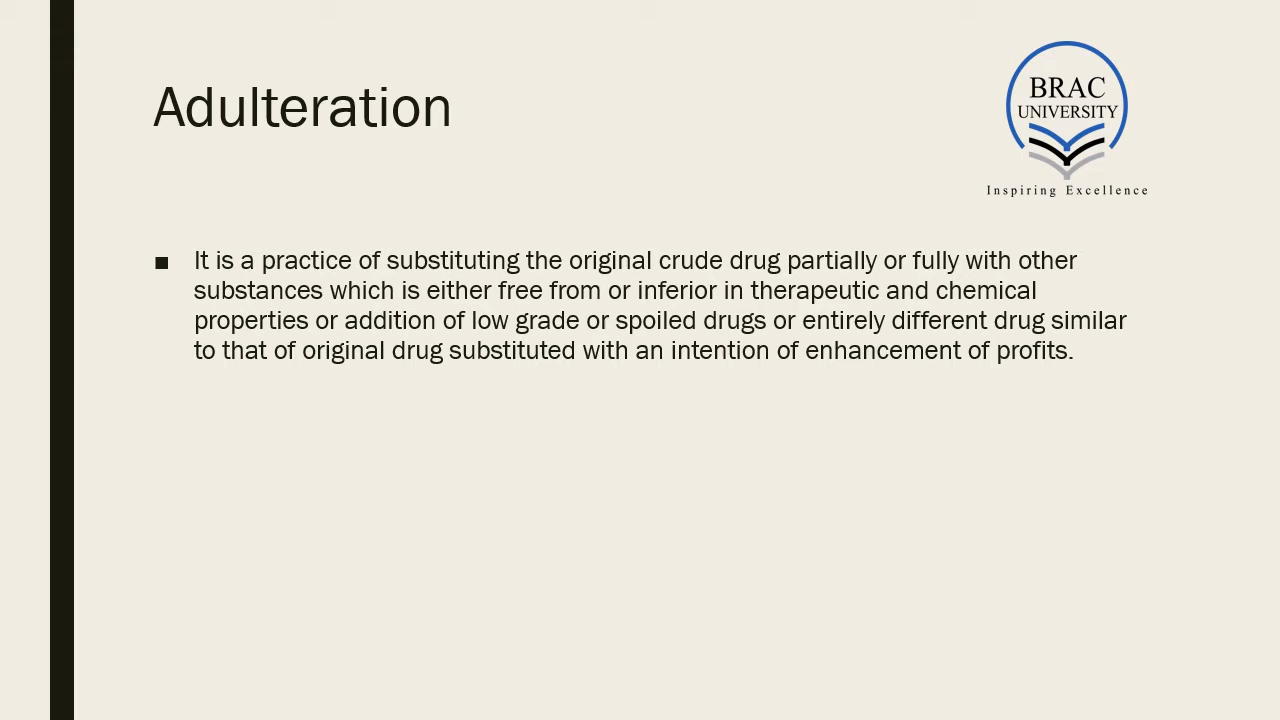 Adulteration
BRAC
UNIVERSITY
Inspiring Excellence
■ It is a practice of substituting the original crude drug partially or fully with other
substances which is either free from or inferior in therapeutic and chemical
properties or addition of low grade or spoiled drugs or entirely different drug similar
to that of original drug substituted with an intention of enhancement of profits.